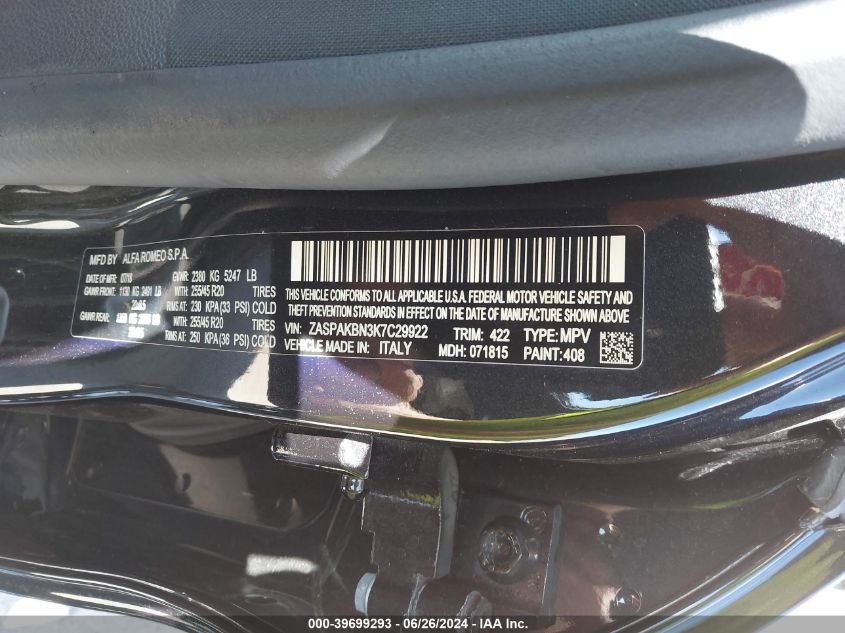 MFD BY ALFA ROMEO S.P.A.
DATE OF MFR: 07/18 GVWR: 2380 KG 5247 LB
GAWR FRONT: 1130 KG 2491 LB WITH: 255/45 R20 TIRES
RIMS AT: 230 KPA (33 PSI) COLD
GAWR REAR: WITH: 255/45 R20 TIRES
RIMS AT: 250 KPA (36 PSI) COLD
THIS VEHICLE CONFORMS TO ALL APPLICABLE U.S.A. FEDERAL MOTOR VEHICLE SAFETY AND
THEFT PREVENTION STANDARDS IN EFFECT ON THE DATE OF MANUFACTURE SHOWN ABOVE.
VIN: ZASPAKBN3K7C29922 TRIM: 422 TYPE: MPV
VEHICLE MADE IN: ITALY MDH: 071815 PAINT: 408
000-39699293 - 06/26/2024 - IAA Inc.